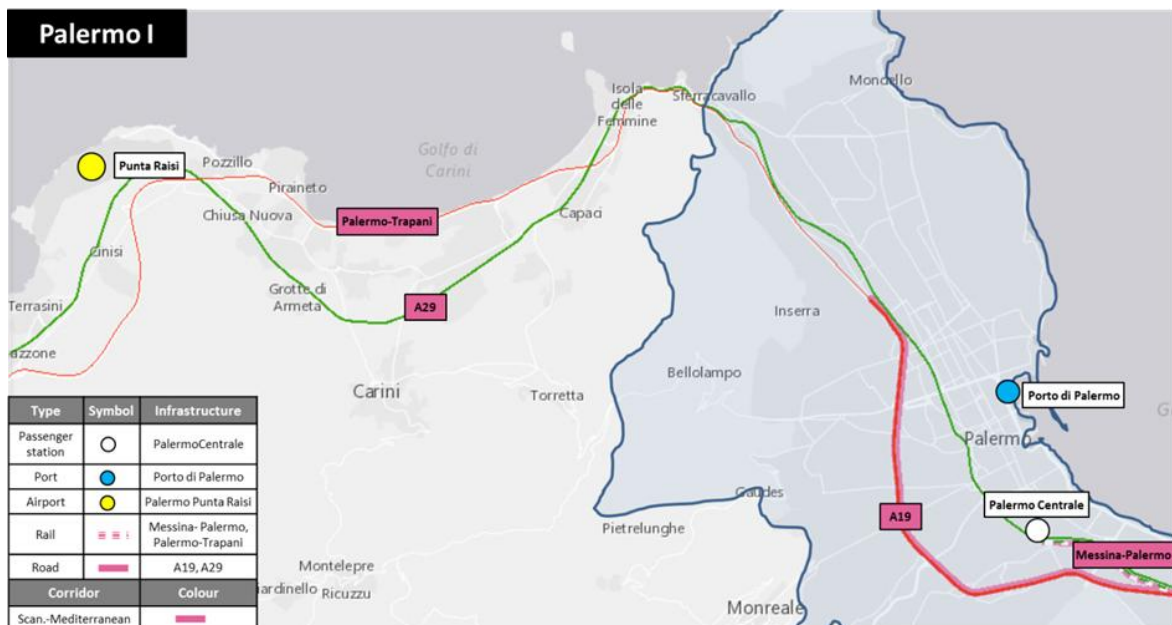 Palermo I
Mondello
Isola
delle
Femmine
Sferracavallo
Golfo di
Carini
Punta Raisi
Pozzillo
Piraineto
Chiusa Nuova
Palermo-Trapani
Capaci
Cinisi
Terrasini
Grotte di
Armeta
A29
Inserra
azzone
Bellolampo
Carini
Torretta
Porto di Palermo
Palermo
G
Gaudes
Palermo Centrale
A19
Pietrelunghe
Messina-Palermo
Montelepre
iardinello
Ricuzzu
Monreale
Type Symbol Infrastructure
Passenger
station
PalermoCentrale
Port Porto di Palermo
Airport Palermo Punta Raisi
Rail
Messina- Palermo,
Palermo-Trapani
Road A19, A29
Corridor Colour
Scan.-Mediterranean